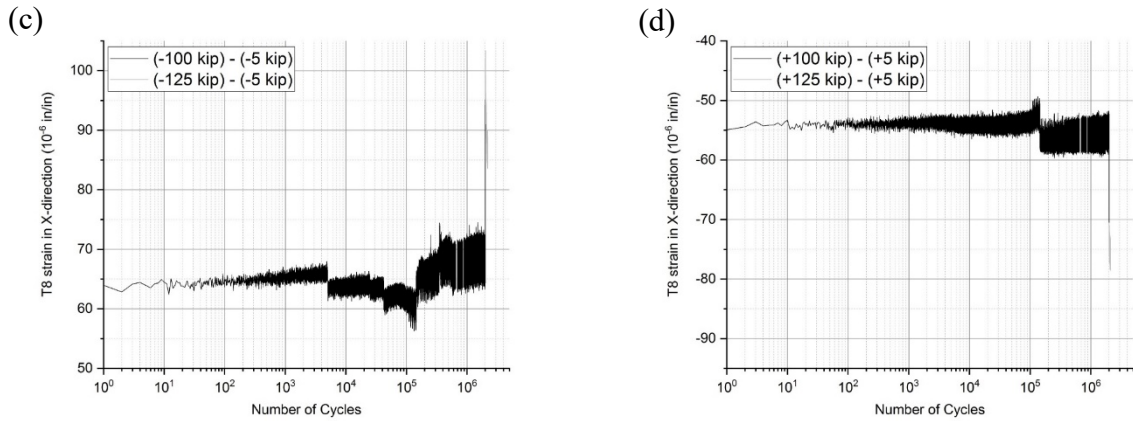 (c)
(-100 kip) - (-5 kip)
(-125 kip) - (-5 kip)
T8 strain in X-direction (10⁻⁶ in/in)
100
90
80
70
60
50
10⁰ 10¹ 10² 10³ 10⁴ 10⁵ 10⁶
Number of Cycles
(d)
(+100 kip) - (+5 kip)
(+125 kip) - (+5 kip)
T8 strain in X-direction (10⁻⁶ in/in)
-40
-50
-60
-70
-80
-90
10⁰ 10¹ 10² 10³ 10⁴ 10⁵ 10⁶
Number of Cycles